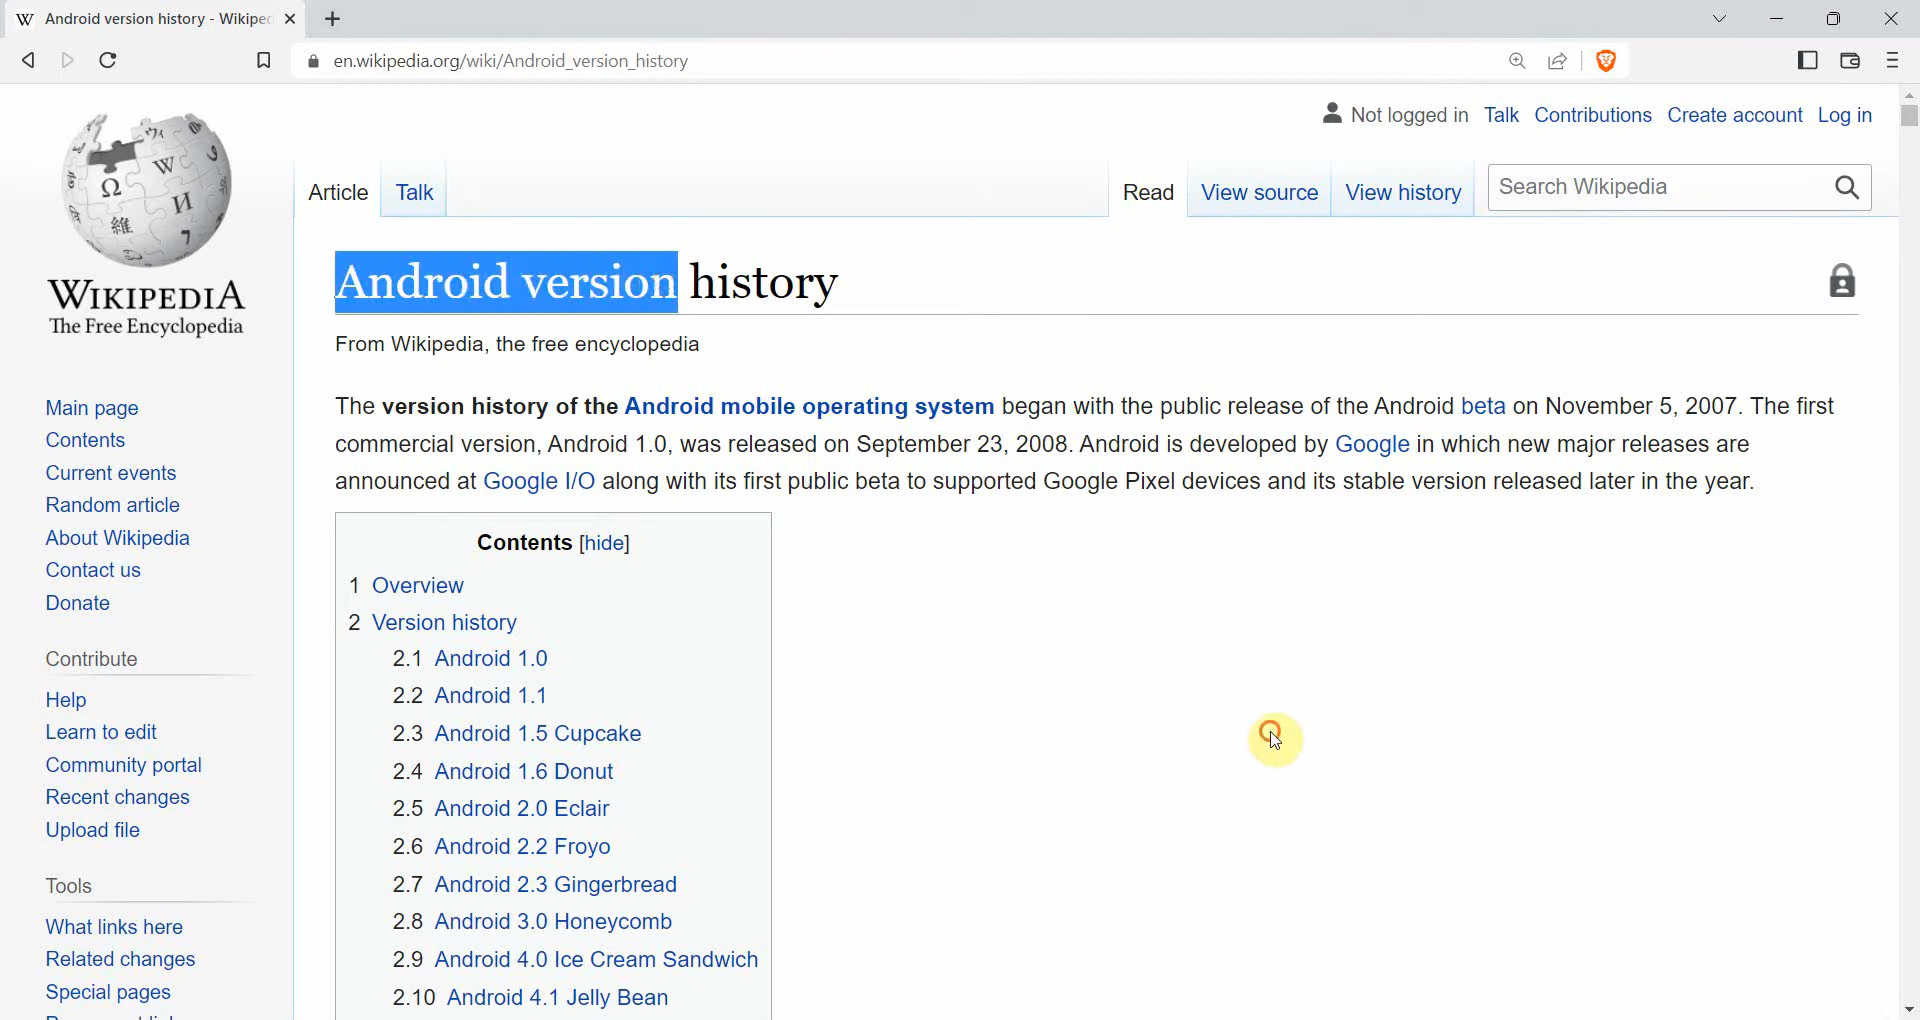 Android version history - Wikiped
en.wikipedia.org/wiki/Android_version_history
Not logged in Talk Contributions Create account Log in
Article Talk Read View source View history Search Wikipedia
WIKIPEDIA
The Free Encyclopedia
Main page
Contents
Current events
Random article
About Wikipedia
Contact us
Donate
Contribute
Help
Learn to edit
Community portal
Recent changes
Upload file
Tools
What links here
Related changes
Special pages
Android version history
From Wikipedia, the free encyclopedia
The version history of the Android mobile operating system began with the public release of the Android beta on November 5, 2007. The first
commercial version, Android 1.0, was released on September 23, 2008. Android is developed by Google in which new major releases are
announced at Google I/O along with its first public beta to supported Google Pixel devices and its stable version released later in the year.
Contents [hide]
1 Overview
2 Version history
2.1 Android 1.0
2.2 Android 1.1
2.3 Android 1.5 Cupcake
2.4 Android 1.6 Donut
2.5 Android 2.0 Eclair
2.6 Android 2.2 Froyo
2.7 Android 2.3 Gingerbread
2.8 Android 3.0 Honeycomb
2.9 Android 4.0 Ice Cream Sandwich
2.10 Android 4.1 Jelly Bean